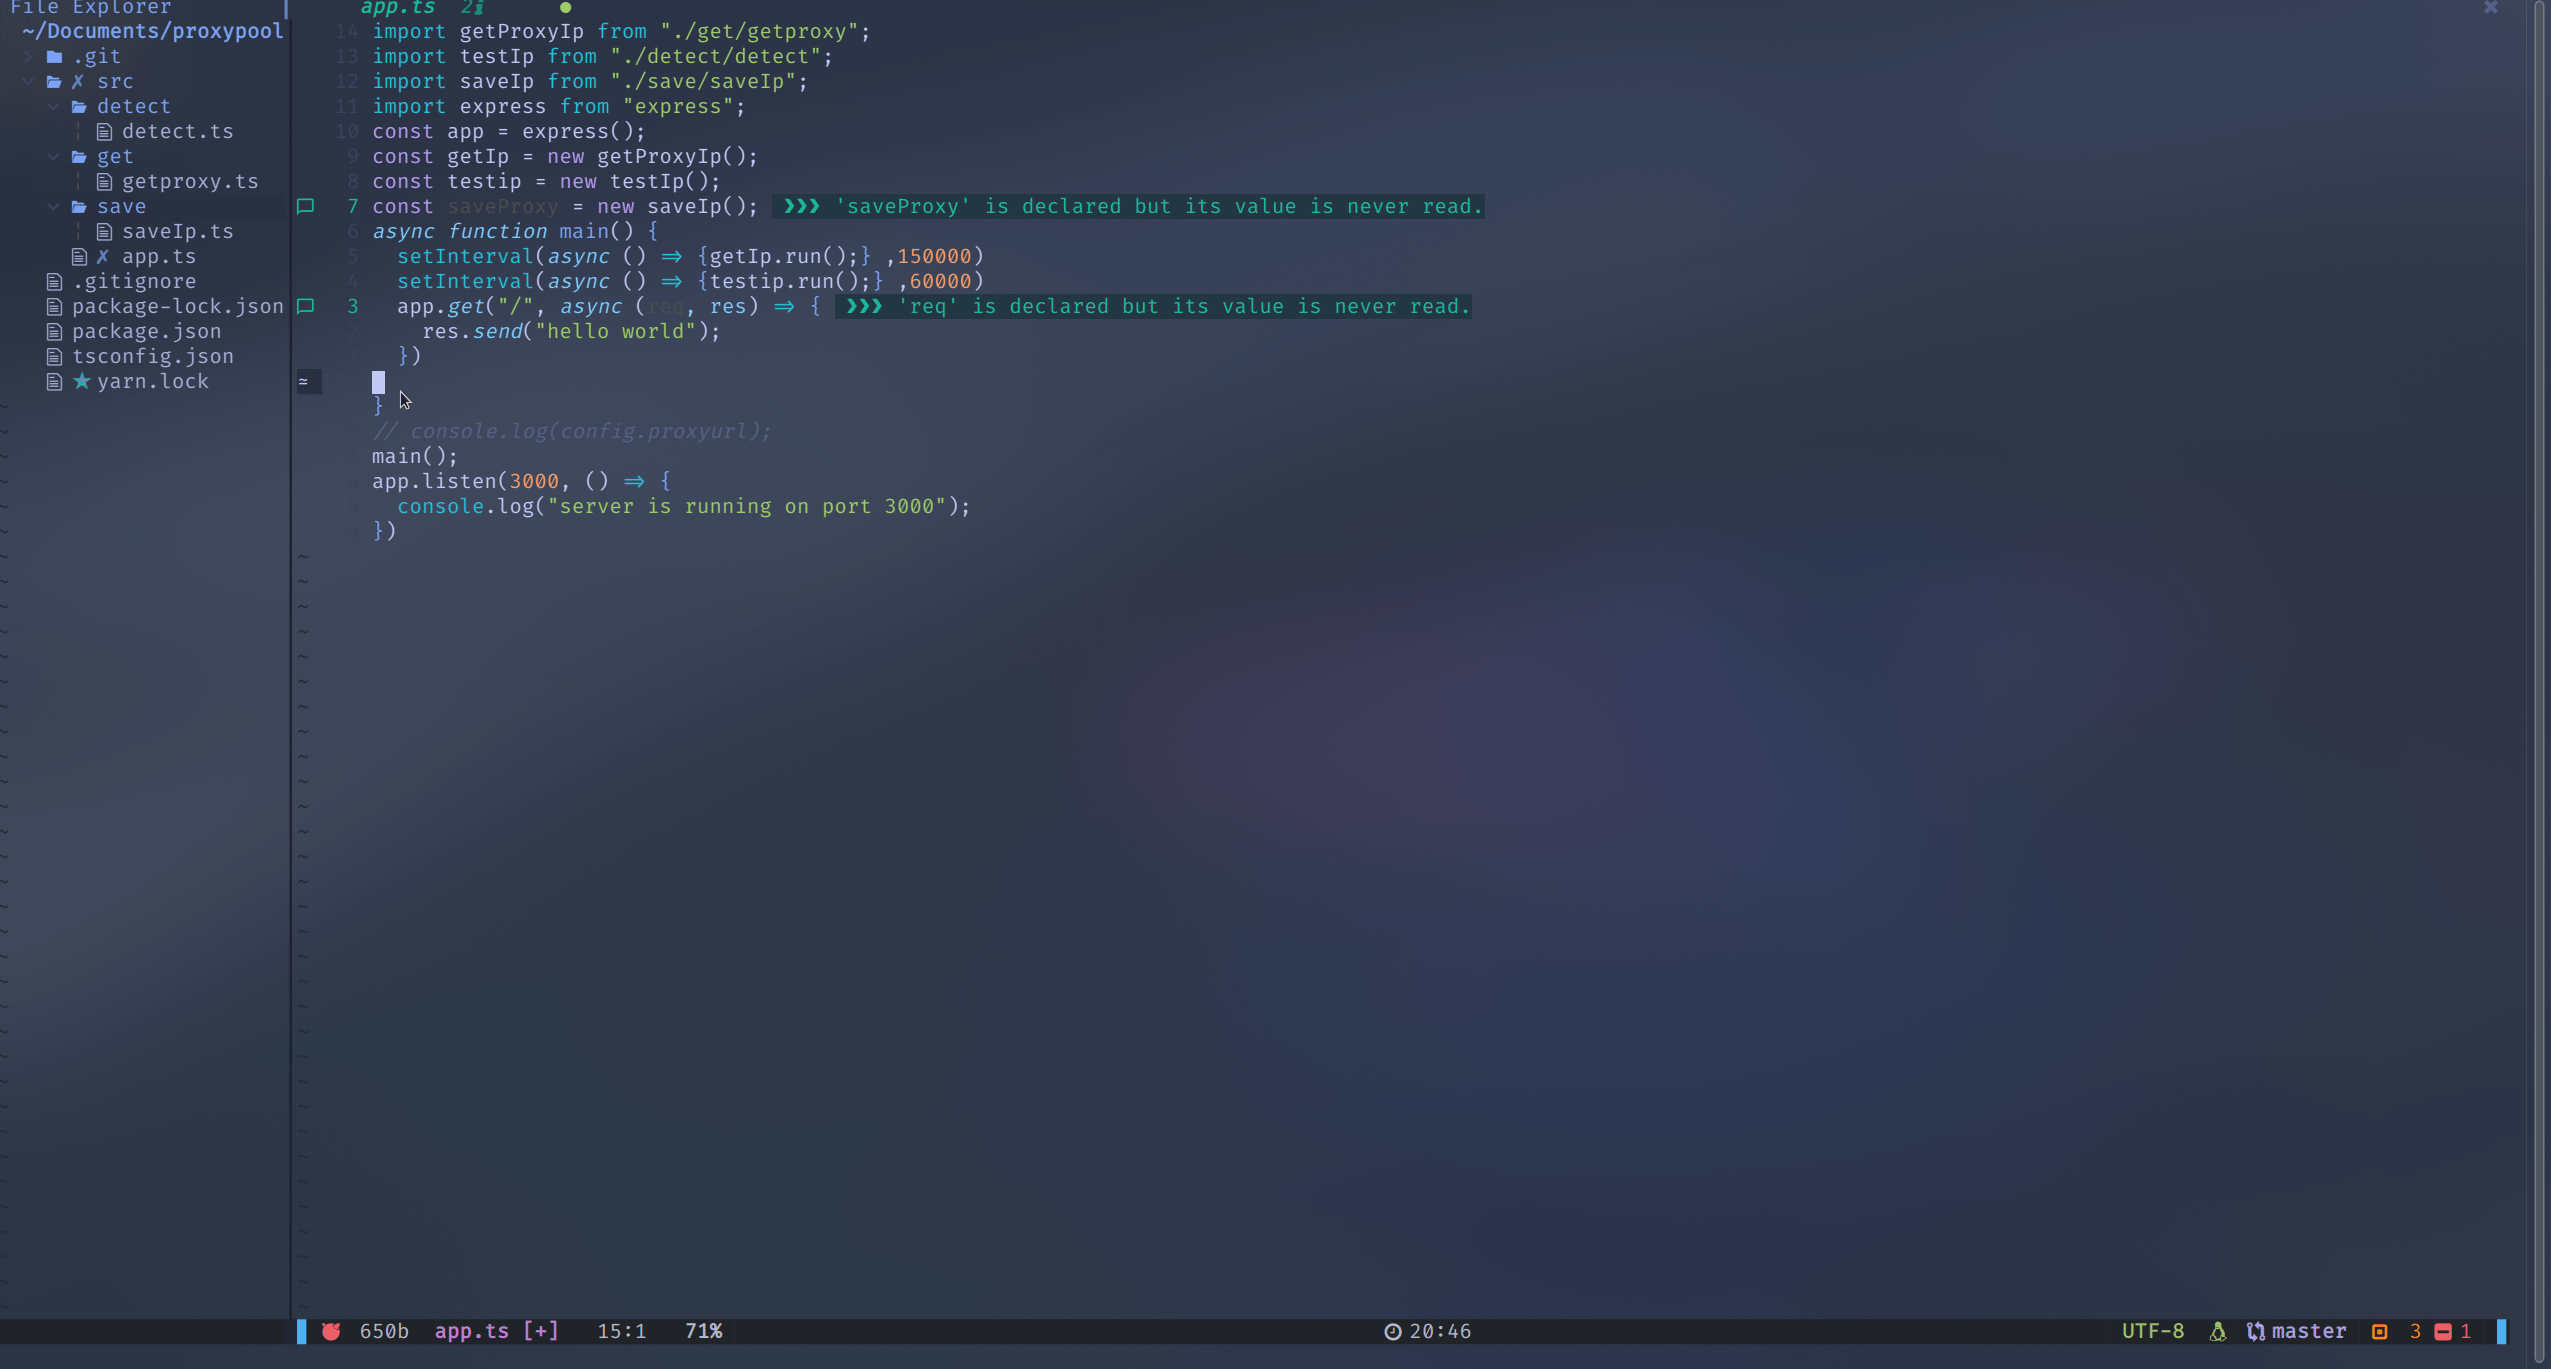 File Explorer
~/Documents/proxypool
.git
src
detect
detect.ts
get
getproxy.ts
save
saveIp.ts
app.ts
.gitignore
package-lock.json
package.json
tsconfig.json
yarn.lock
app.ts 2
14 import getProxyIp from "./get/getproxy";
13 import testIp from "./detect/detect";
12 import saveIp from "./save/saveIp";
11 import express from "express";
10 const app = express();
9 const getIp = new getProxyIp();
8 const testip = new testIp();
7 const saveProxy = new saveIp(); ❯❯❯ 'saveProxy' is declared but its value is never read.
6 async function main() {
5 setInterval(async () => {getIp.run();} ,150000)
4 setInterval(async () => {testip.run();} ,60000)
3 app.get("/", async (req, res) => { ❯❯❯ 'req' is declared but its value is never read.
2 res.send("hello world");
})
}
// console.log(config.proxyurl);
main();
app.listen(3000, () => {
console.log("server is running on port 3000");
})
650b app.ts [+] 15:1 71% 20:46 UTF-8 master 3 1